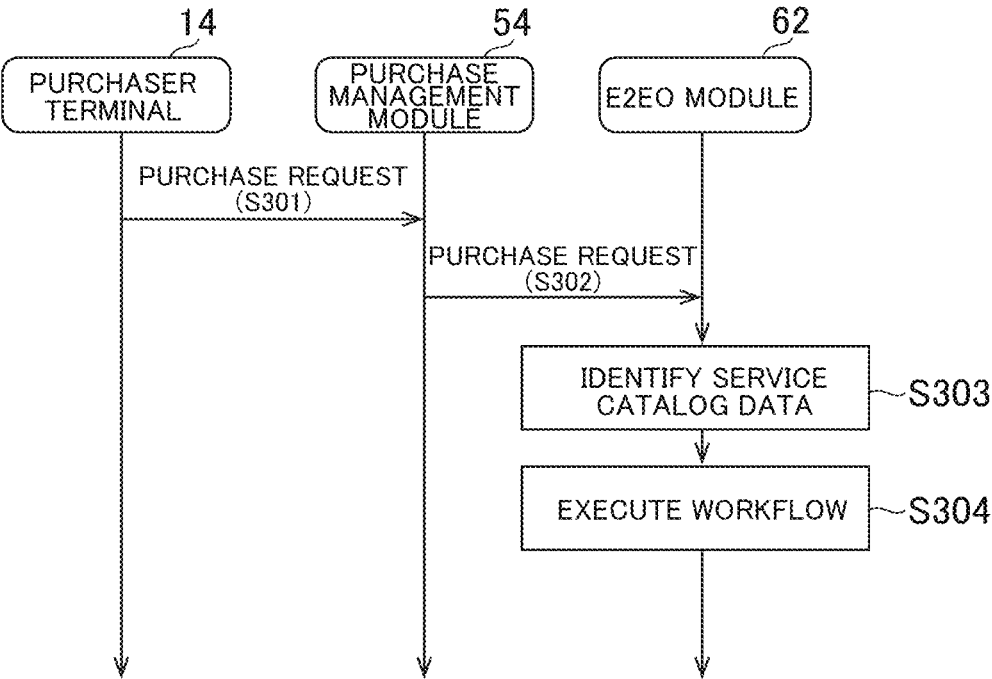 14
54
62
PURCHASER
TERMINAL
PURCHASE
MANAGEMENT
MODULE
E2EO MODULE
PURCHASE REQUEST
(S301)
PURCHASE REQUEST
(S302)
IDENTIFY SERVICE
CATALOG DATA
S303
EXECUTE WORKFLOW
S304